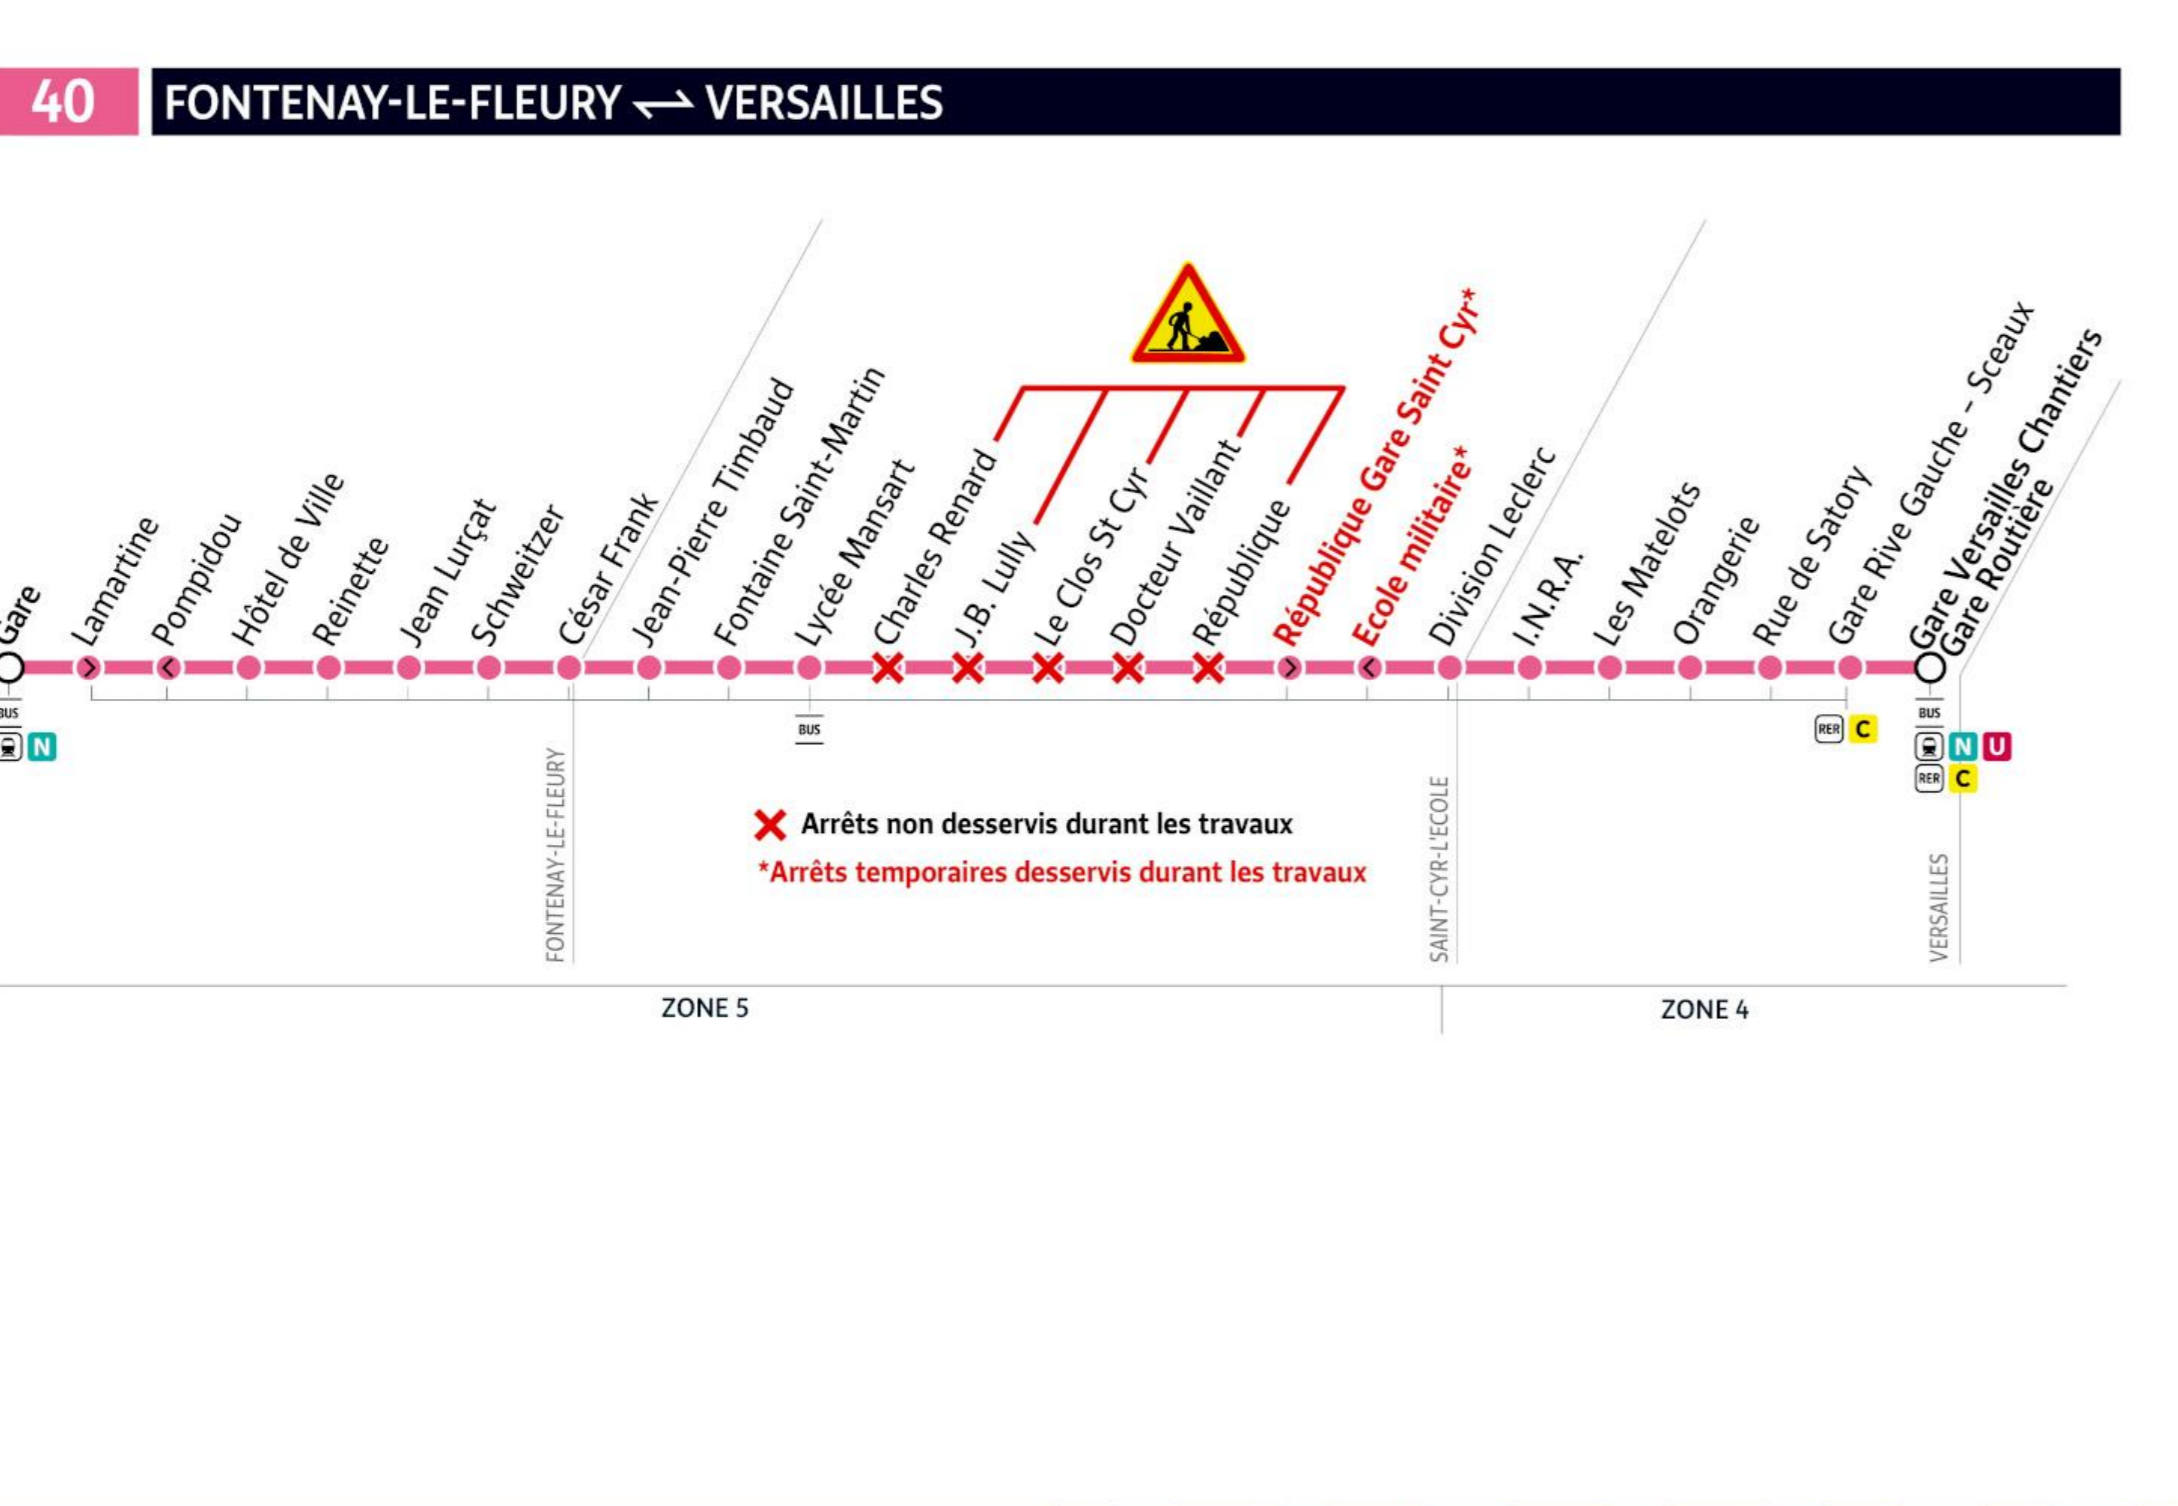 40
FONTENAY-LE-FLEURY ⇌ VERSAILLES
Gare
Lamartine
Pompidou
Hôtel de Ville
Reinette
Jean Lurçat
Schweitzer
César Frank
Jean-Pierre Timbaud
Fontaine Saint-Martin
Lycée Mansart
Charles Renard
J.B. Lully
Le Clos St Cyr
Docteur Vaillant
République
République Gare Saint Cyr*
Ecole militaire*
Division Leclerc
I.N.R.A.
Les Matelots
Orangerie
Rue de Satory
Gare Rive Gauche – Sceaux
Gare Versailles Chantiers
Gare Routière
BUS
N
BUS
RER C
BUS
N U
RER C
FONTENAY-LE-FLEURY
SAINT-CYR-L'ECOLE
VERSAILLES
Arrêts non desservis durant les travaux
*Arrêts temporaires desservis durant les travaux
ZONE 5
ZONE 4